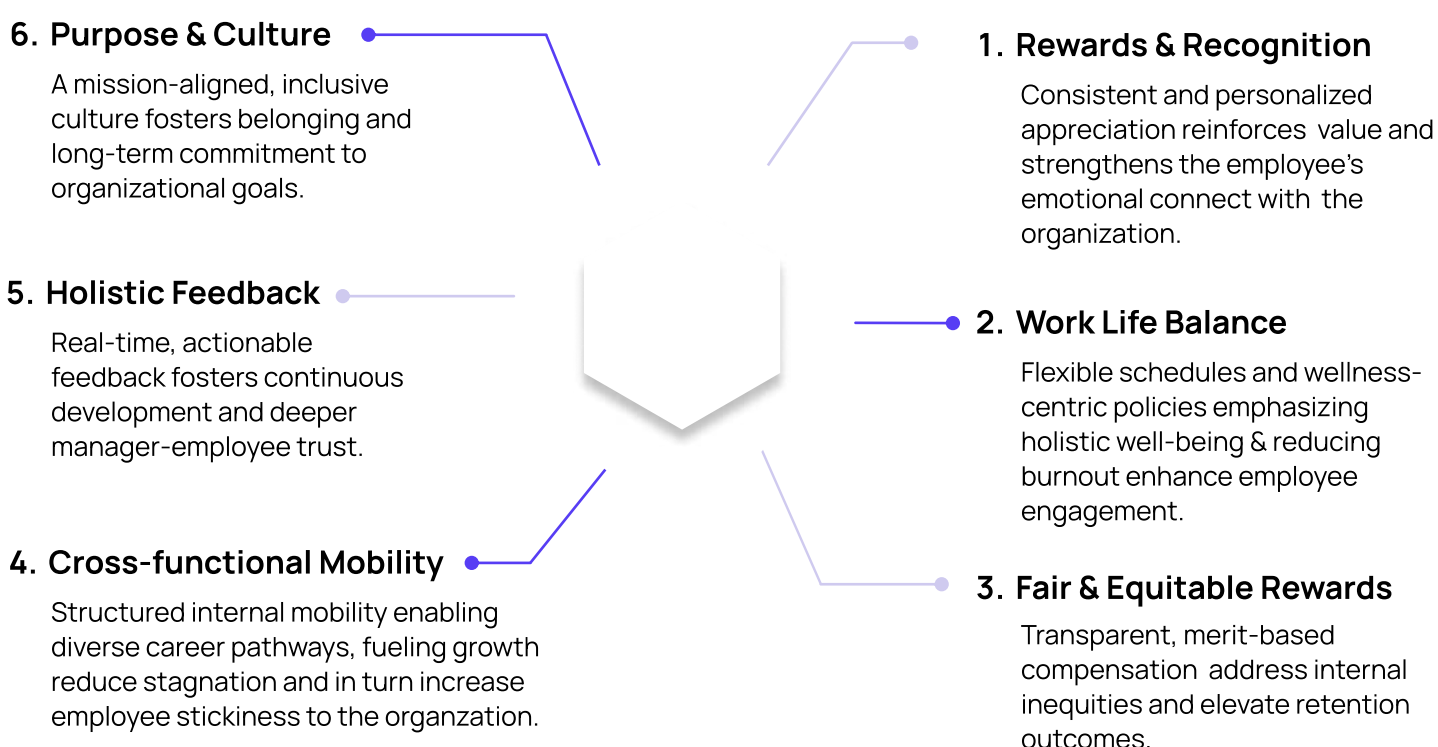 6. Purpose & Culture
A mission-aligned, inclusive
culture fosters belonging and
long-term commitment to
organizational goals.
5. Holistic Feedback
Real-time, actionable
feedback fosters continuous
development and deeper
manager-employee trust.
4. Cross-functional Mobility
Structured internal mobility enabling
diverse career pathways, fueling growth
reduce stagnation and in turn increase
employee stickiness to the organzation.
1. Rewards & Recognition
Consistent and personalized
appreciation reinforces  value and
strengthens the employee's
emotional connect with  the
organization.
2. Work Life Balance
Flexible schedules and wellness-
centric policies emphasizing
holistic well-being & reducing
burnout enhance employee
engagement.
3. Fair & Equitable Rewards
Transparent, merit-based
compensation  address internal
inequities and elevate retention
outcomes.